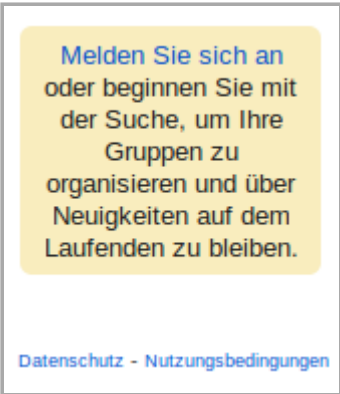 Melden Sie sich an
oder beginnen Sie mit
der Suche, um Ihre
Gruppen zu
organisieren und über
Neuigkeiten auf dem
Laufenden zu bleiben.
Datenschutz - Nutzungsbedingungen